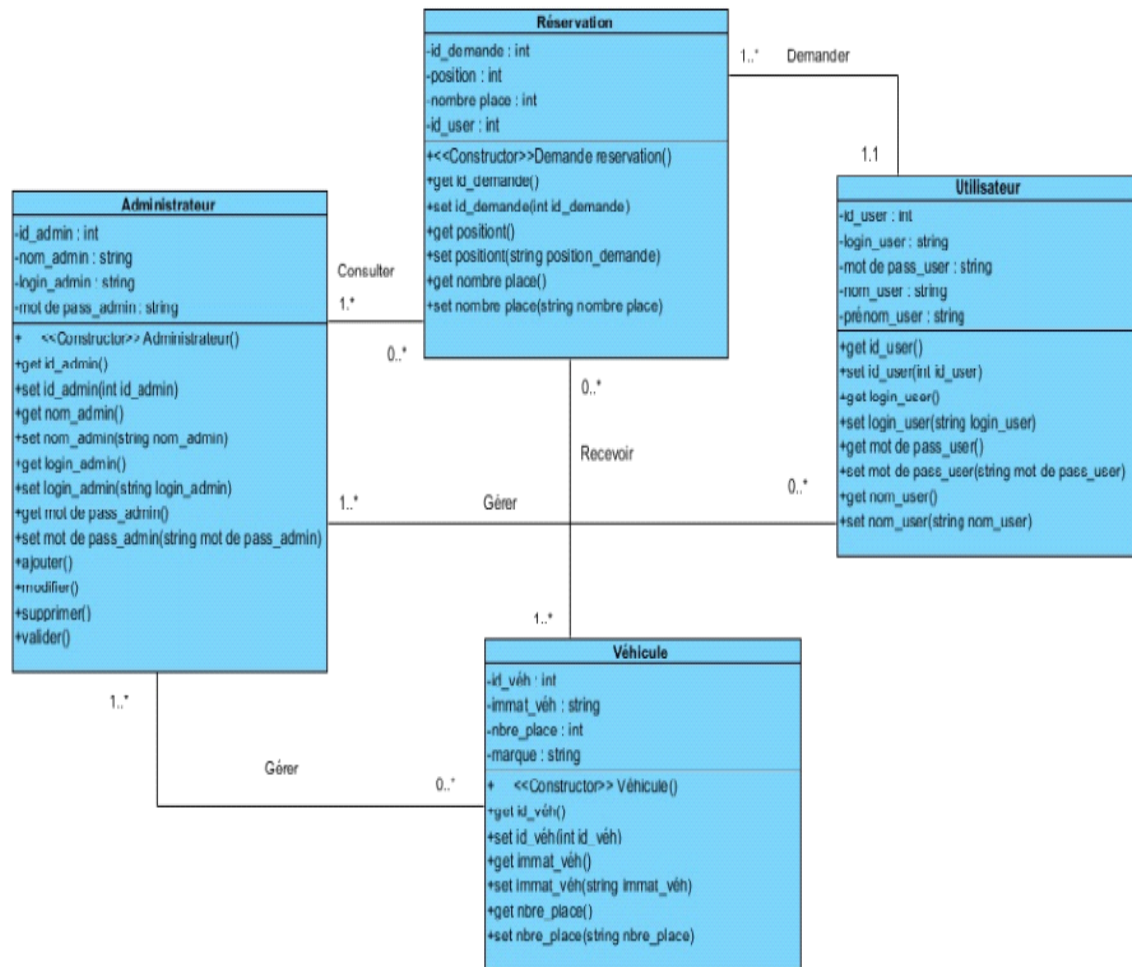 Réservation
-id_demande : int
-position : int
-nombre place : int
-id_user : int
+<<Constructor>>Demande reservation()
+get id_demande()
+set id_demande(int id_demande)
+get positiont()
+set positiont(string position_demande)
+get nombre place()
+set nombre place(string nombre place)
1..*
Demander
1.1
Utilisateur
-id_user : int
-login_user : string
-mot de pass_user : string
-nom_user : string
-prénom_user : string
+get id_user()
+set id_user(int id_user)
+get login_user()
+set login_user(string login_user)
+get mot de pass_user()
+set mot de pass_user(string mot de pass_user)
+get nom_user()
+set nom_user(string nom_user)
Administrateur
-id_admin : int
-nom_admin : string
-login_admin : string
-mot de pass_admin : string
+ <<Constructor>> Administrateur()
+get id_admin()
+set id_admin(int id_admin)
+get nom_admin()
+set nom_admin(string nom_admin)
+get login_admin()
+set login_admin(string login_admin)
+get mot de pass_admin()
+set mot de pass_admin(string mot de pass_admin)
+ajouter()
+modifier()
+supprimer()
+valider()
Consulter
1.*
0..*
0..*
Recevoir
1..*
Gérer
0..*
1..*
1..*
Gérer
0..*
Véhicule
-id_véh : int
-immat_véh : string
-nbre_place : int
-marque : string
+ <<Constructor>> Véhicule()
+get id_véh()
+set id_véh(int id_véh)
+get immat_véh()
+set immat_véh(string immat_véh)
+get nbre_place()
+set nbre_place(string nbre_place)